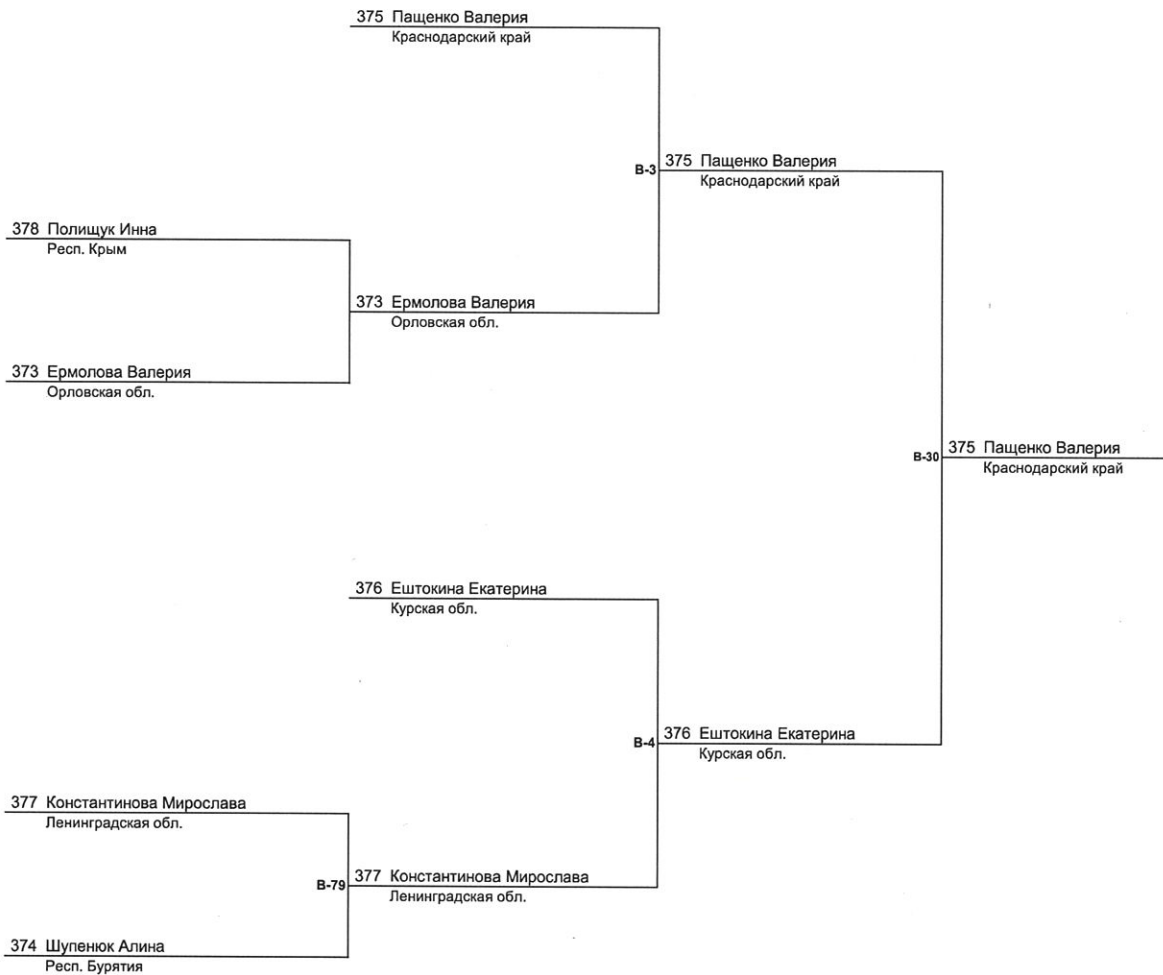 375 Пащенко Валерия
Краснодарский край
B-3 375 Пащенко Валерия
Краснодарский край
378 Полищук Инна
Респ. Крым
373 Ермолова Валерия
Орловская обл.
373 Ермолова Валерия
Орловская обл.
B-30 375 Пащенко Валерия
Краснодарский край
376 Ештокина Екатерина
Курская обл.
B-4 376 Ештокина Екатерина
Курская обл.
377 Константинова Мирослава
Ленинградская обл.
B-79 377 Константинова Мирослава
Ленинградская обл.
374 Шупенюк Алина
Респ. Бурятия